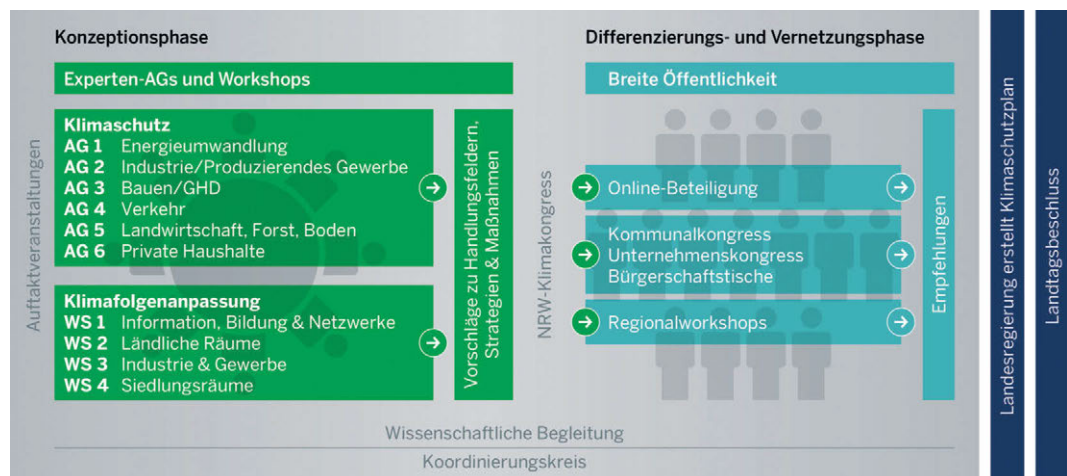 Konzeptionsphase
Auftaktveranstaltungen
Experten-AGs und Workshops
Klimaschutz
AG 1 Energieumwandlung
AG 2 Industrie/Produzierendes Gewerbe
AG 3 Bauen/GHD
AG 4 Verkehr
AG 5 Landwirtschaft, Forst, Boden
AG 6 Private Haushalte
Klimafolgenanpassung
WS 1 Information, Bildung & Netzwerke
WS 2 Ländliche Räume
WS 3 Industrie & Gewerbe
WS 4 Siedlungsräume
Vorschläge zu Handlungsfeldern,
Strategien & Maßnahmen
NRW-Klimakongress
Differenzierungs- und Vernetzungsphase
Breite Öffentlichkeit
Online-Beteiligung
Kommunalkongress
Unternehmenskongress
Bürgerschaftstische
Regionalworkshops
Empfehlungen
Wissenschaftliche Begleitung
Koordinierungskreis
Landesregierung erstellt Klimaschutzplan
Landtagsbeschluss